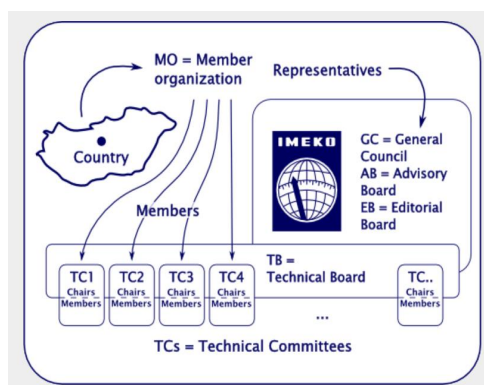 MO = Member
organization
Representatives
Country
IMEKO
GC = General
Council
AB = Advisory
Board
EB = Editorial
Board
Members
TB =
Technical Board
TC1
Chairs
Members
TC2
Chairs
Members
TC3
Chairs
Members
TC4
Chairs
Members
...
TC..
Chairs
Members
TCs = Technical Committees